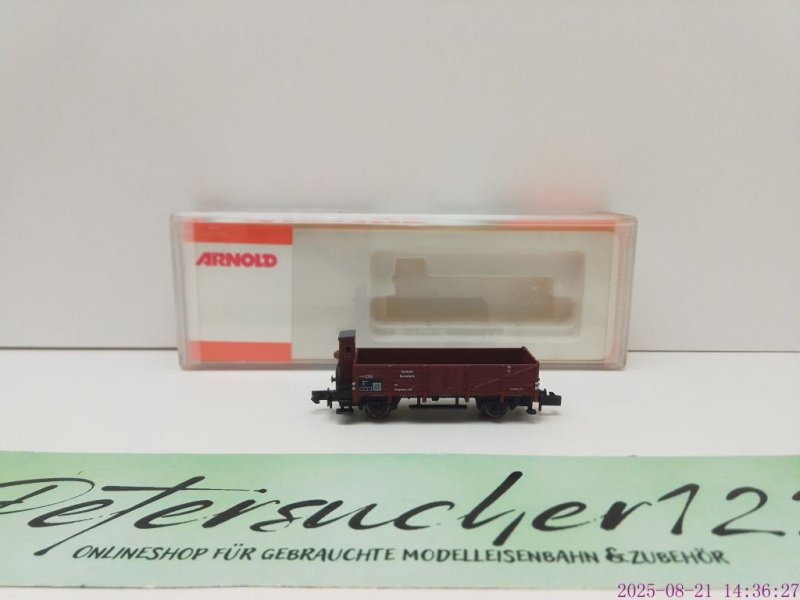 ARNOLD
Petersucher12
ONLINESHOP FÜR GEBRAUCHTE MODELLEISENBAHN & ZUBEHÖR
2025-08-21 14:36:27